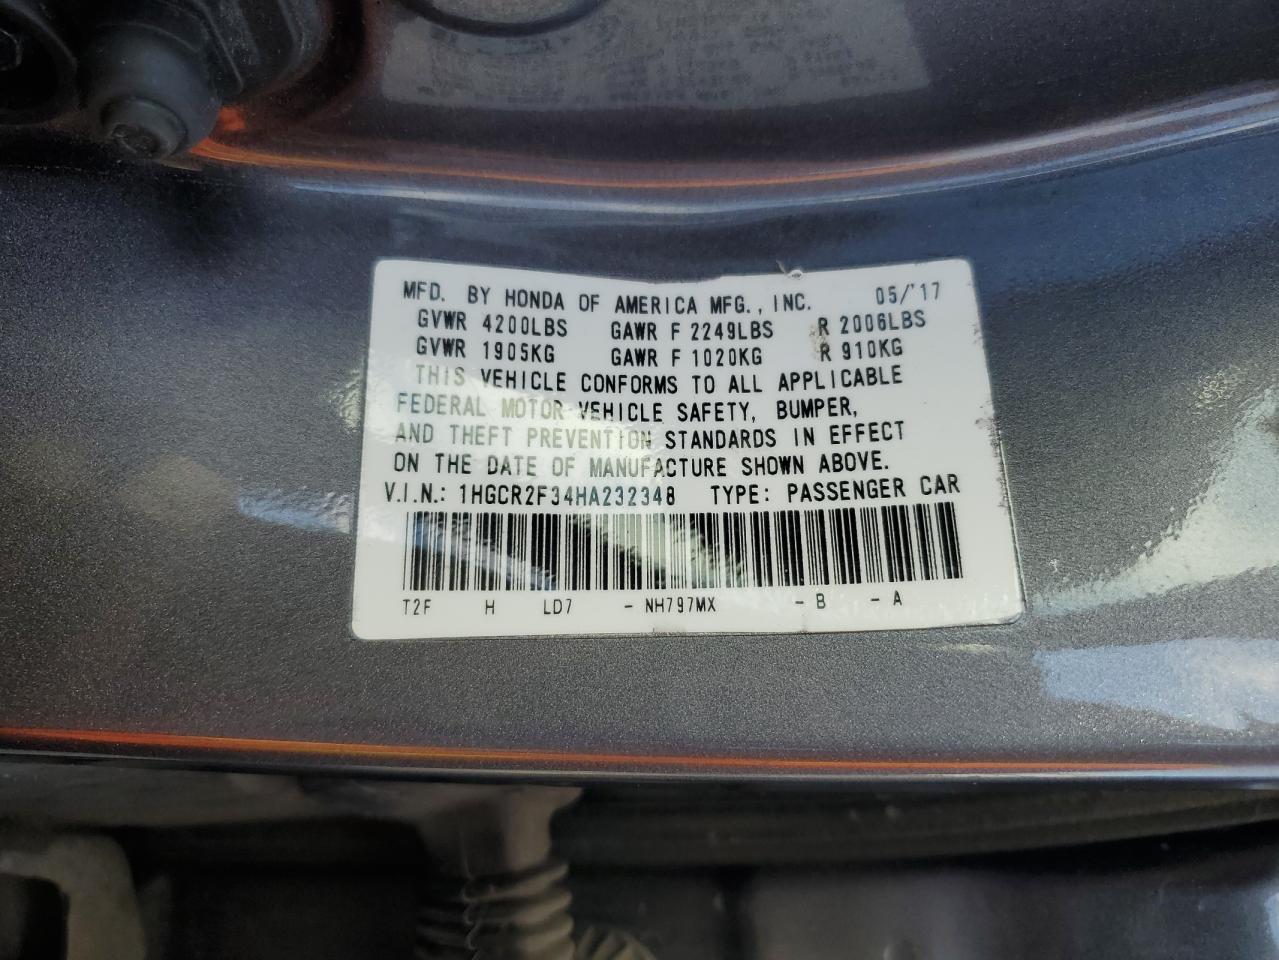 MFD. BY HONDA OF AMERICA MFG., INC. 05/'17
GVWR 4200LBS GAWR F 2249LBS R 2006LBS
GVWR 1905KG GAWR F 1020KG R 910KG
THIS VEHICLE CONFORMS TO ALL APPLICABLE
FEDERAL MOTOR VEHICLE SAFETY, BUMPER,
AND THEFT PREVENTION STANDARDS IN EFFECT
ON THE DATE OF MANUFACTURE SHOWN ABOVE.
V.I.N.: 1HGCR2F34HA232348 TYPE: PASSENGER CAR
T2F H LD7 - NH797MX - B - A